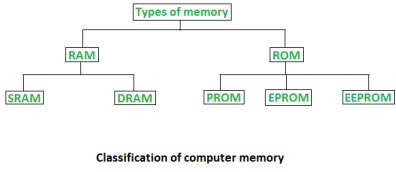 Types of memory
RAM
ROM
SRAM
DRAM
PROM
EPROM
EEPROM
Classification of computer memory